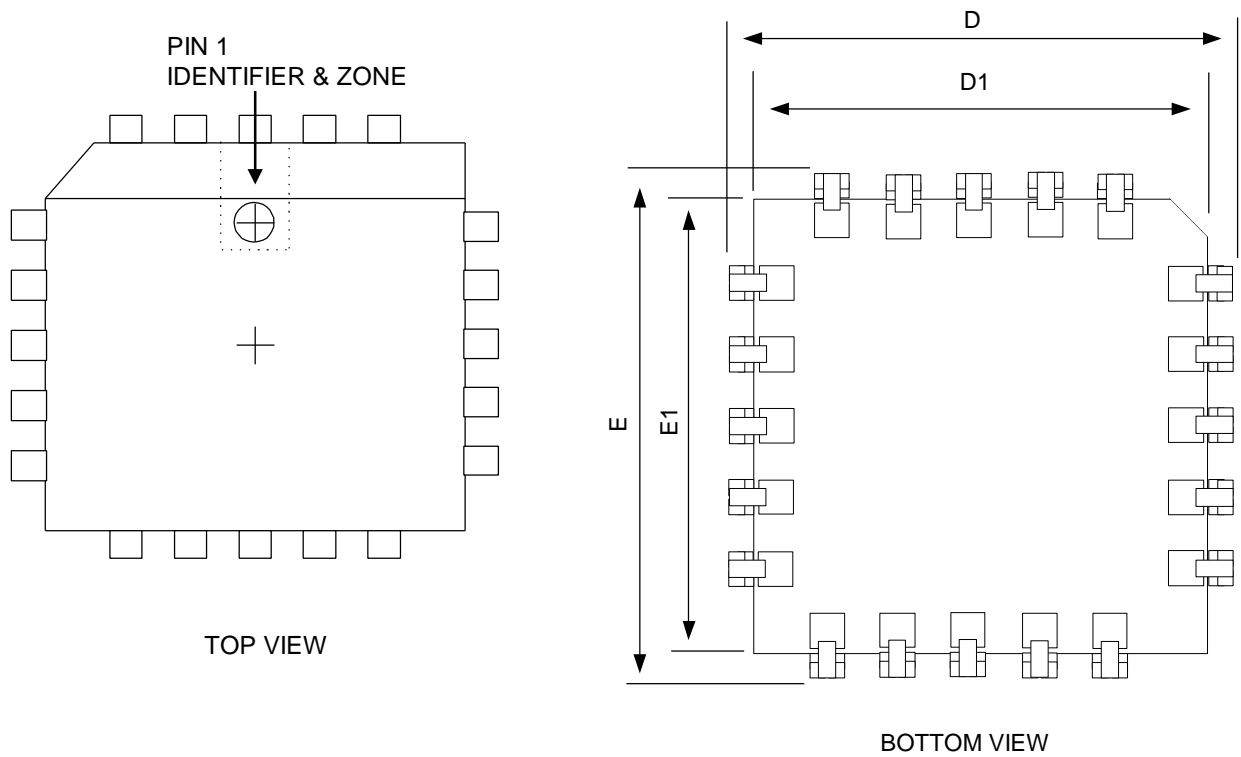 PIN 1
IDENTIFIER & ZONE
TOP VIEW
D
D1
E
E1
BOTTOM VIEW